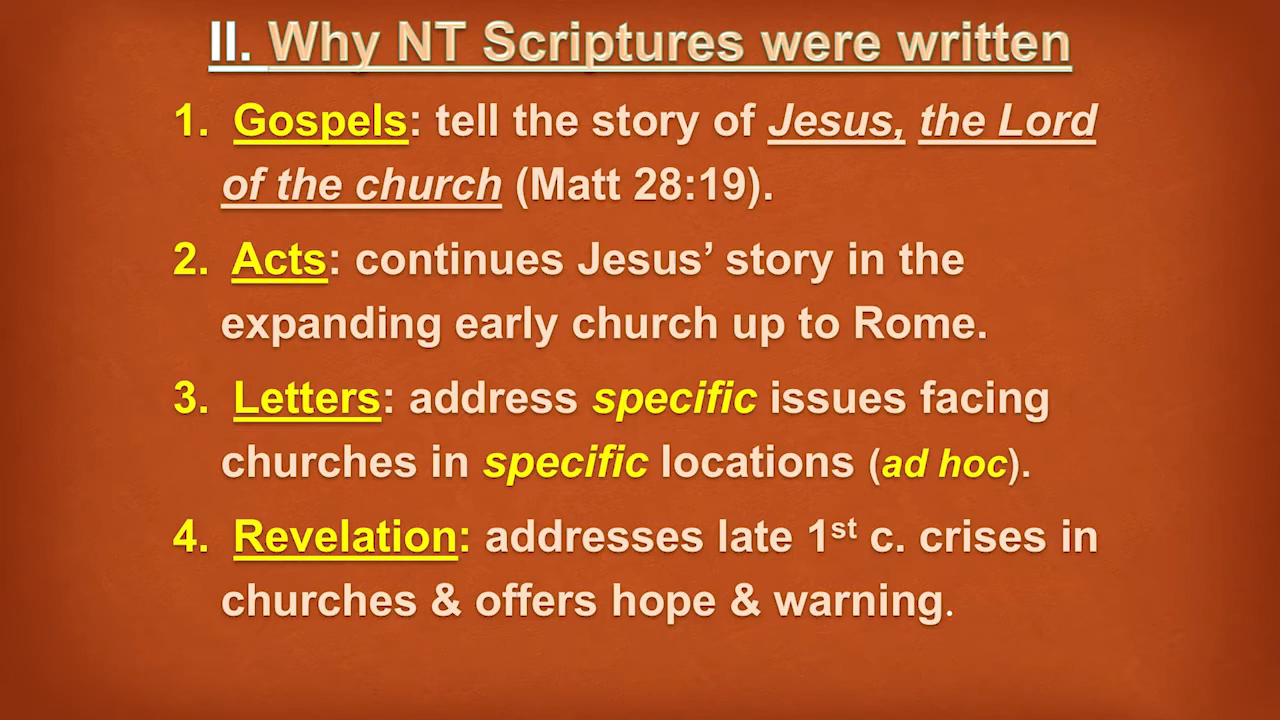 II. Why NT Scriptures were written
1. Gospels: tell the story of Jesus, the Lord
of the church (Matt 28:19).
2. Acts: continues Jesus’ story in the
expanding early church up to Rome.
3. Letters: address specific issues facing
churches in specific locations (ad hoc).
4. Revelation: addresses late 1st c. crises in
churches & offers hope & warning.